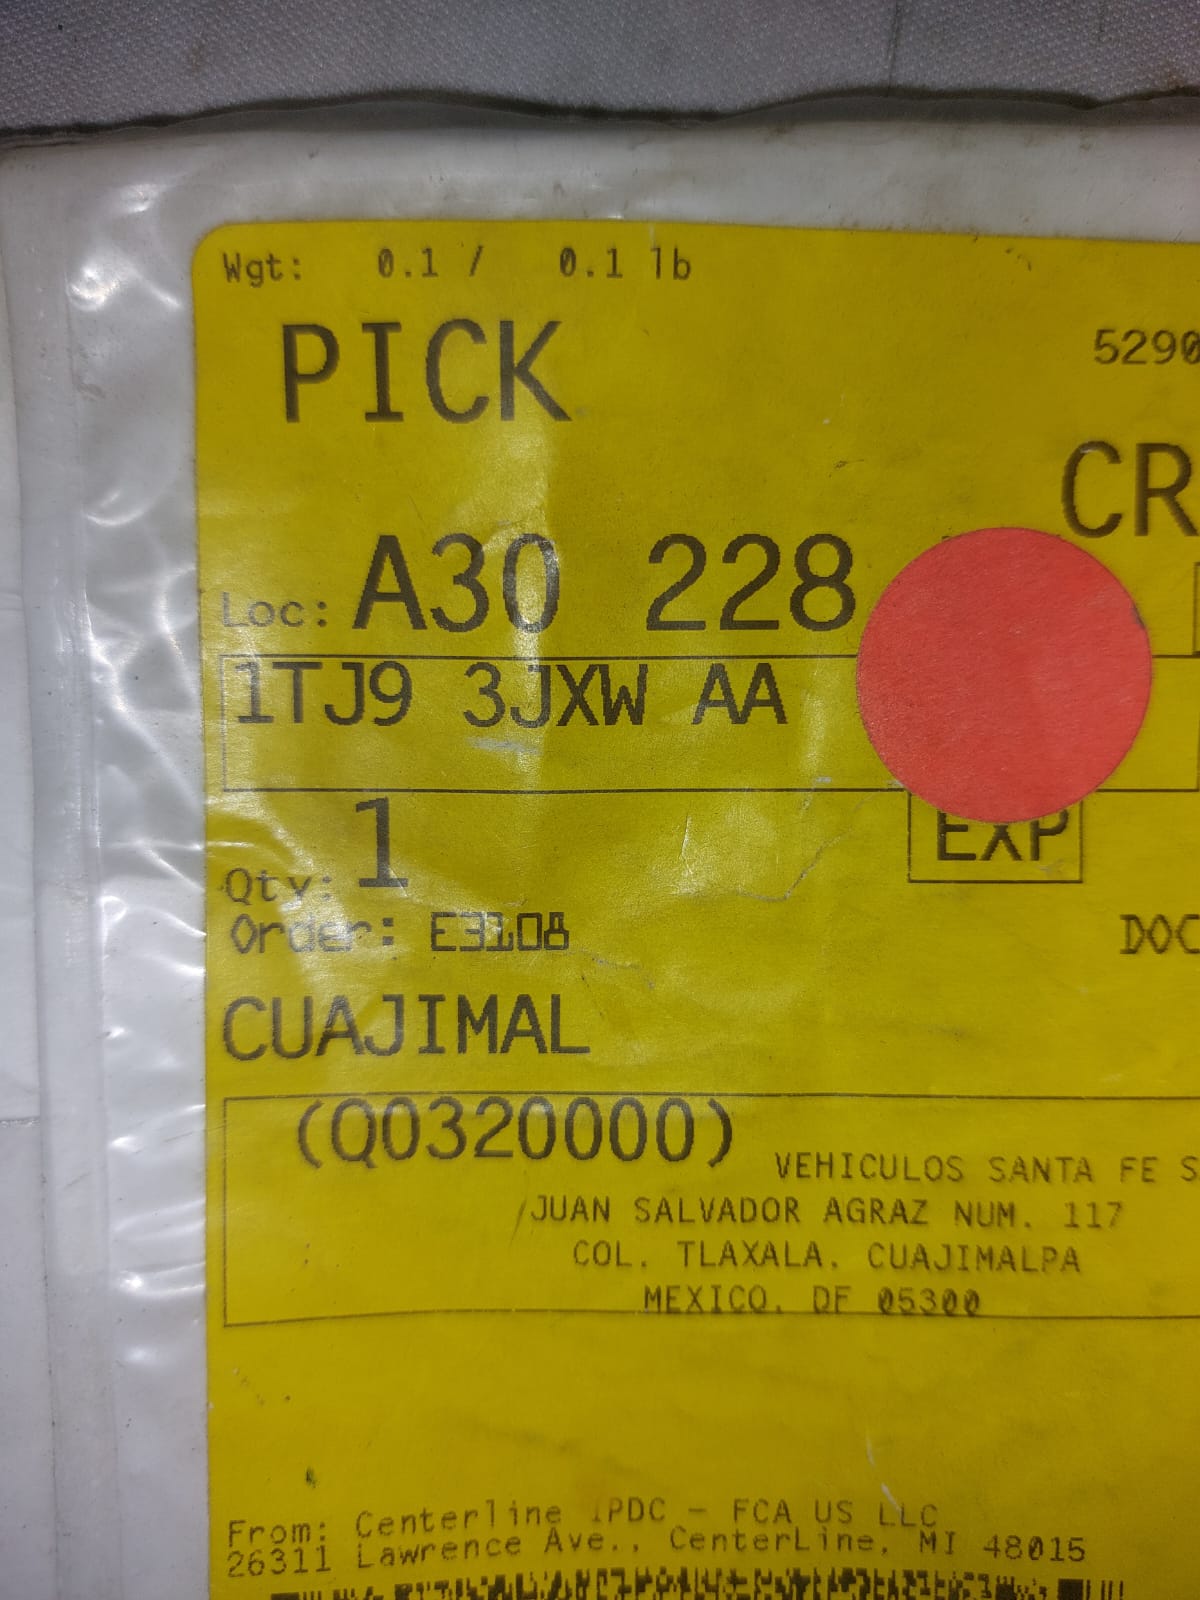 Wgt: 0.1 / 0.1 lb
PICK
5290
CR
Loc: A30 228
1TJ9 3JXW AA
EXP
Qty: 1
Order: E3108
DOC
CUAJIMAL
(Q0320000)
VEHICULOS SANTA FE S
JUAN SALVADOR AGRAZ NUM. 117
COL. TLAXALA. CUAJIMALPA
MEXICO. DF 05300
From: Centerline IPDC - FCA US LLC
26311 Lawrence Ave., CenterLine, MI 48015